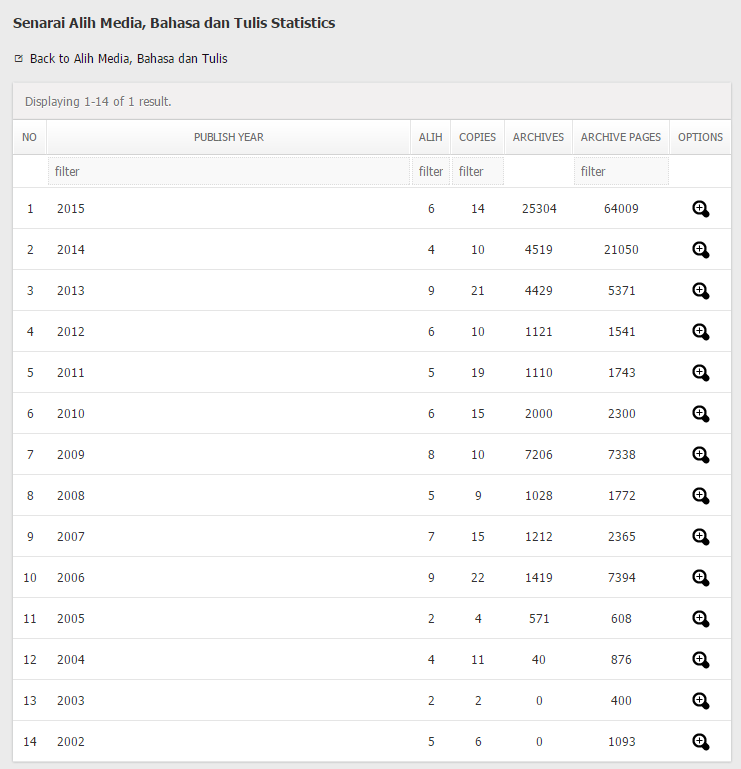 Senarai Alih Media, Bahasa dan Tulis Statistics
Back to Alih Media, Bahasa dan Tulis
Displaying 1-14 of 1 result.
NO PUBLISH YEAR ALIH COPIES ARCHIVES ARCHIVE PAGES OPTIONS
filter filter filter filter
1 2015 6 14 25304 64009
2 2014 4 10 4519 21050
3 2013 9 21 4429 5371
4 2012 6 10 1121 1541
5 2011 5 19 1110 1743
6 2010 6 15 2000 2300
7 2009 8 10 7206 7338
8 2008 5 9 1028 1772
9 2007 7 15 1212 2365
10 2006 9 22 1419 7394
11 2005 2 4 571 608
12 2004 4 11 40 876
13 2003 2 2 0 400
14 2002 5 6 0 1093